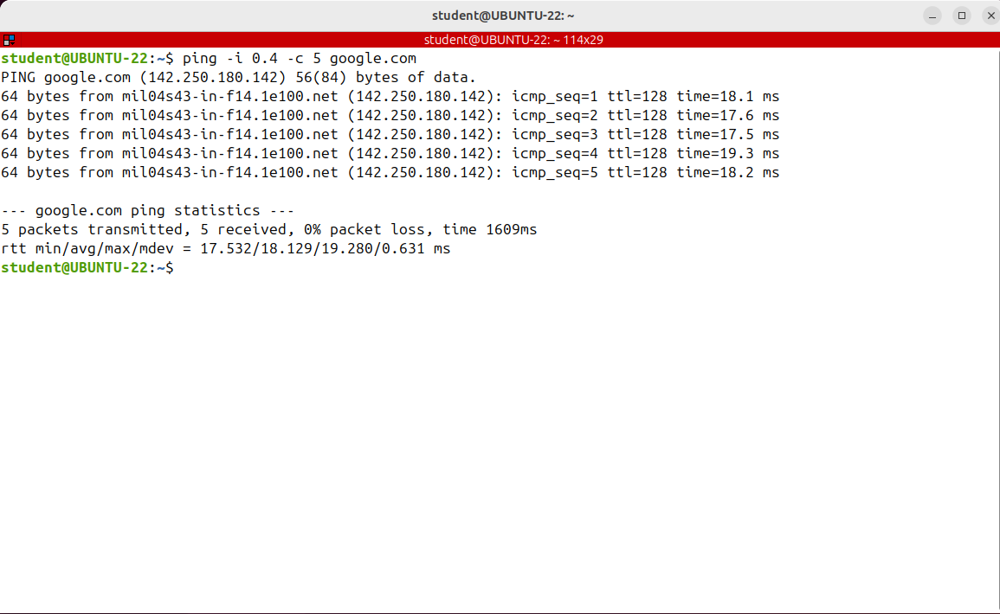 student@UBUNTU-22: ~
student@UBUNTU-22: ~ 114x29
student@UBUNTU-22:~$ ping -i 0.4 -c 5 google.com
PING google.com (142.250.180.142) 56(84) bytes of data.
64 bytes from mil04s43-in-f14.1e100.net (142.250.180.142): icmp_seq=1 ttl=128 time=18.1 ms
64 bytes from mil04s43-in-f14.1e100.net (142.250.180.142): icmp_seq=2 ttl=128 time=17.6 ms
64 bytes from mil04s43-in-f14.1e100.net (142.250.180.142): icmp_seq=3 ttl=128 time=17.5 ms
64 bytes from mil04s43-in-f14.1e100.net (142.250.180.142): icmp_seq=4 ttl=128 time=19.3 ms
64 bytes from mil04s43-in-f14.1e100.net (142.250.180.142): icmp_seq=5 ttl=128 time=18.2 ms
--- google.com ping statistics ---
5 packets transmitted, 5 received, 0% packet loss, time 1609ms
rtt min/avg/max/mdev = 17.532/18.129/19.280/0.631 ms
student@UBUNTU-22:~$